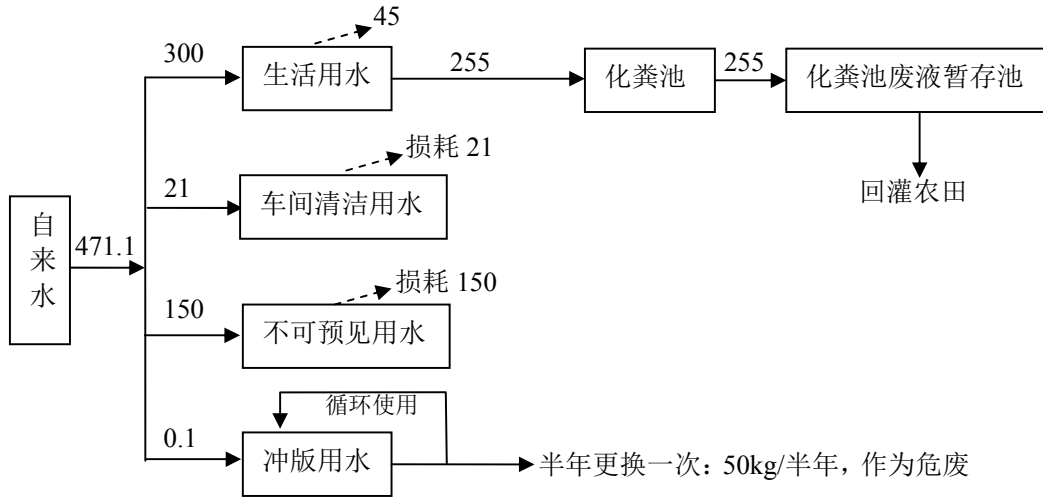 45
300
生活用水
255
化粪池
255
化粪池废液暂存池
回灌农田
损耗 21
21
车间清洁用水
自来水
471.1
损耗 150
150
不可预见用水
循环使用
0.1
冲版用水
半年更换一次：50kg/半年，作为危废